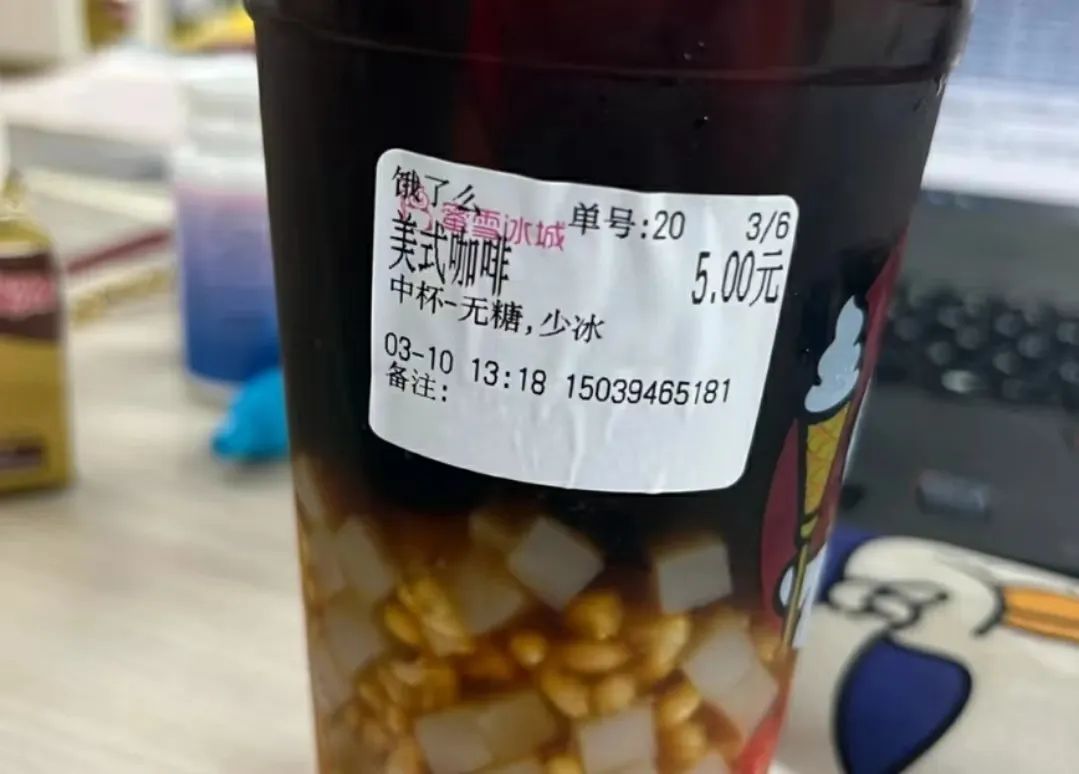 饿了么
蜜雪冰城
单号:20 3/6
美式咖啡 5.00元
中杯-无糖,少冰
03-10 13:18 15039465181
备注: